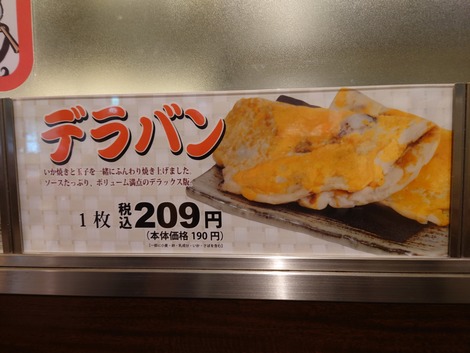 デラバン
いか焼きと玉子を一緒にふんわり焼き上げました。
ソースたっぷり、ボリューム満点のデラックス版。
1枚 税込 209円
(本体価格 190 円)